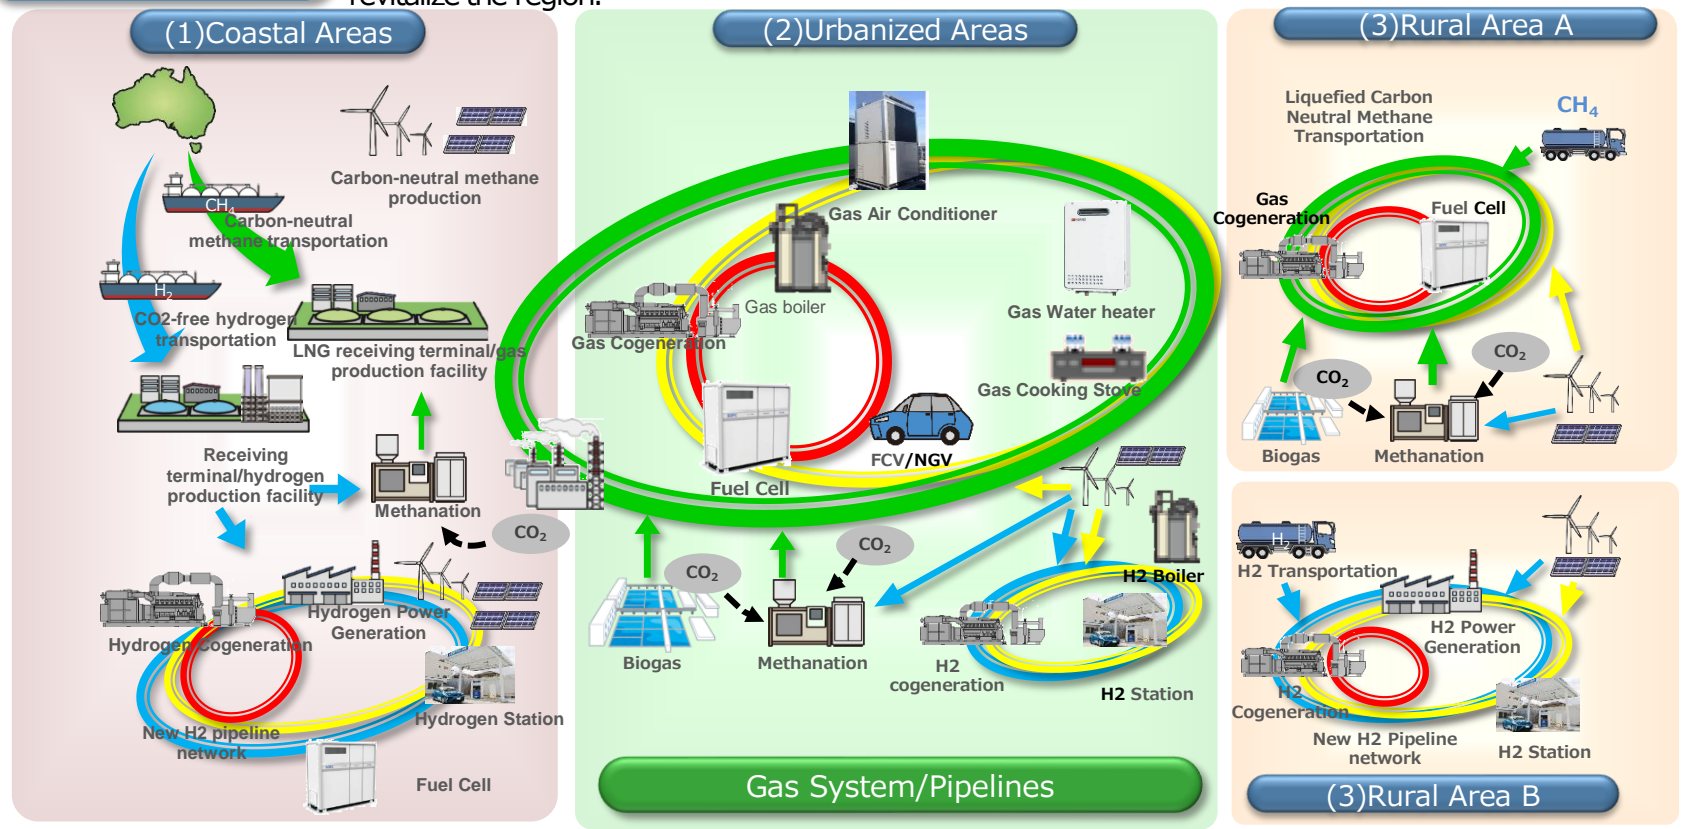 revitalize the region.
(1)Coastal Areas
Carbon-neutral methane
production
CH4
Carbon-neutral
methane transportation
H2
CO2-free hydrogen
transportation
LNG receiving terminal/gas
production facility
Receiving
terminal/hydrogen
production facility
Methanation
CO2
Hydrogen Power
Generation
Hydrogen Cogeneration
Hydrogen Station
New H2 pipeline
network
Fuel Cell
(2)Urbanized Areas
Gas Air Conditioner
Gas boiler
Gas Water heater
Gas Cogeneration
Gas Cooking Stove
FCV/NGV
Fuel Cell
CO2
CO2
Biogas
Methanation
H2 Boiler
H2
cogeneration
H2 Station
Gas System/Pipelines
(3)Rural Area A
Liquefied Carbon
Neutral Methane
Transportation
CH4
Gas
Cogeneration
Fuel Cell
CO2
CO2
Biogas
Methanation
H2
H2 Transportation
H2 Power
Generation
H2
Cogeneration
New H2 Pipeline
network
H2 Station
(3)Rural Area B